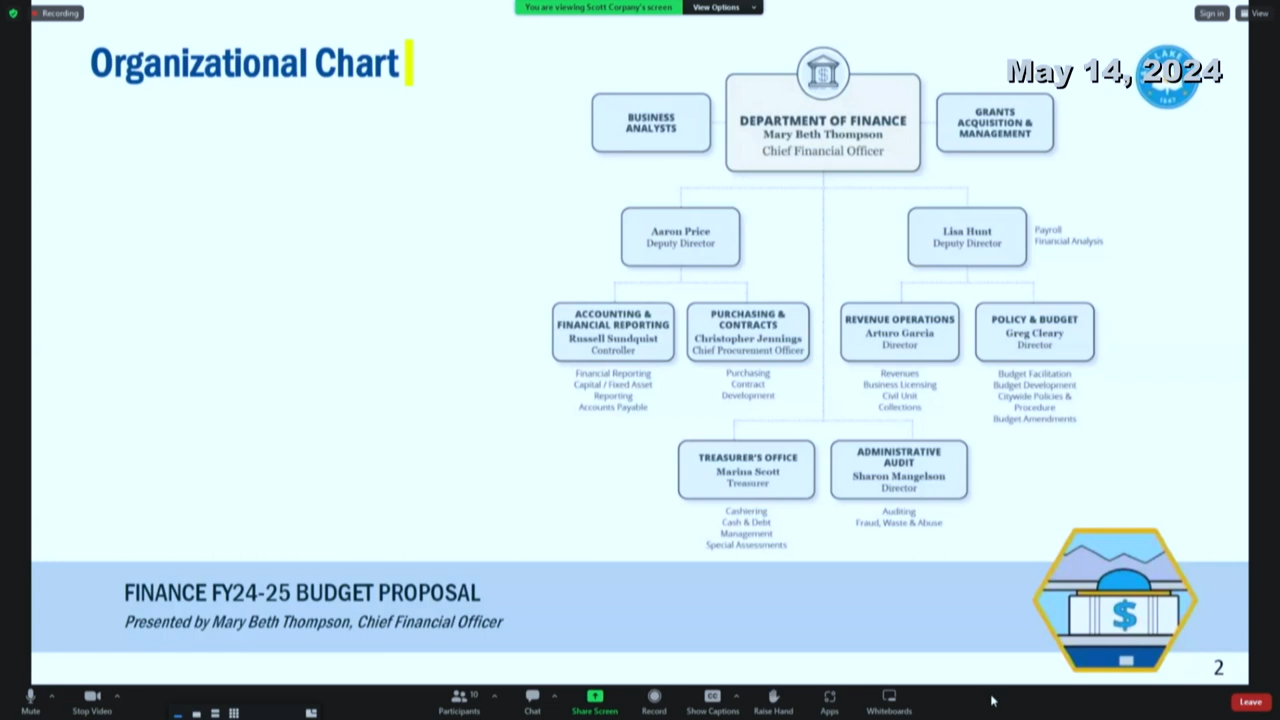 Recording
You are viewing Scott Corpany's screen
View Options
Sign in
View
Organizational Chart
May 14, 2024
LAKE
1847
BUSINESS
ANALYSTS
DEPARTMENT OF FINANCE
Mary Beth Thompson
Chief Financial Officer
GRANTS
ACQUISITION &
MANAGEMENT
Aaron Price
Deputy Director
Lisa Hunt
Deputy Director
Payroll
Financial Analysis
ACCOUNTING &
FINANCIAL REPORTING
Russell Sundquist
Controller
Financial Reporting
Capital / Fixed Asset
Reporting
Accounts Payable
PURCHASING &
CONTRACTS
Christopher Jennings
Chief Procurement Officer
Purchasing
Contract
Development
REVENUE OPERATIONS
Arturo Garcia
Director
Revenues
Business Licensing
Civil Unit
Collections
POLICY & BUDGET
Greg Cleary
Director
Budget Facilitation
Budget Development
Citywide Policies &
Procedure
Budget Amendments
TREASURER'S OFFICE
Marina Scott
Treasurer
Cashiering
Cash & Debt
Management
Special Assessments
ADMINISTRATIVE
AUDIT
Sharon Mangelson
Director
Auditing
Fraud, Waste & Abuse
FINANCE FY24-25 BUDGET PROPOSAL
Presented by Mary Beth Thompson, Chief Financial Officer
$
2
Mute
Stop Video
Participants
10
Chat
Share Screen
Record
CC
Show Captions
Raise Hand
Apps
Whiteboards
Leave